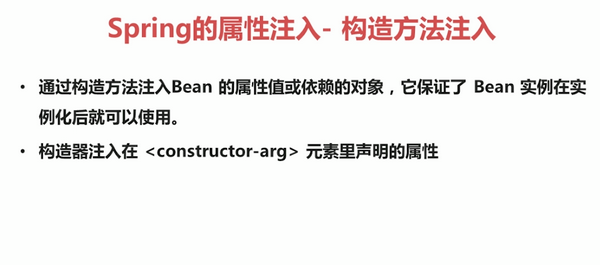 Spring的属性注入- 构造方法注入
• 通过构造方法注入Bean 的属性值或依赖的对象，它保证了 Bean 实例在实
例化后就可以使用。
• 构造器注入在 <constructor-arg> 元素里声明的属性